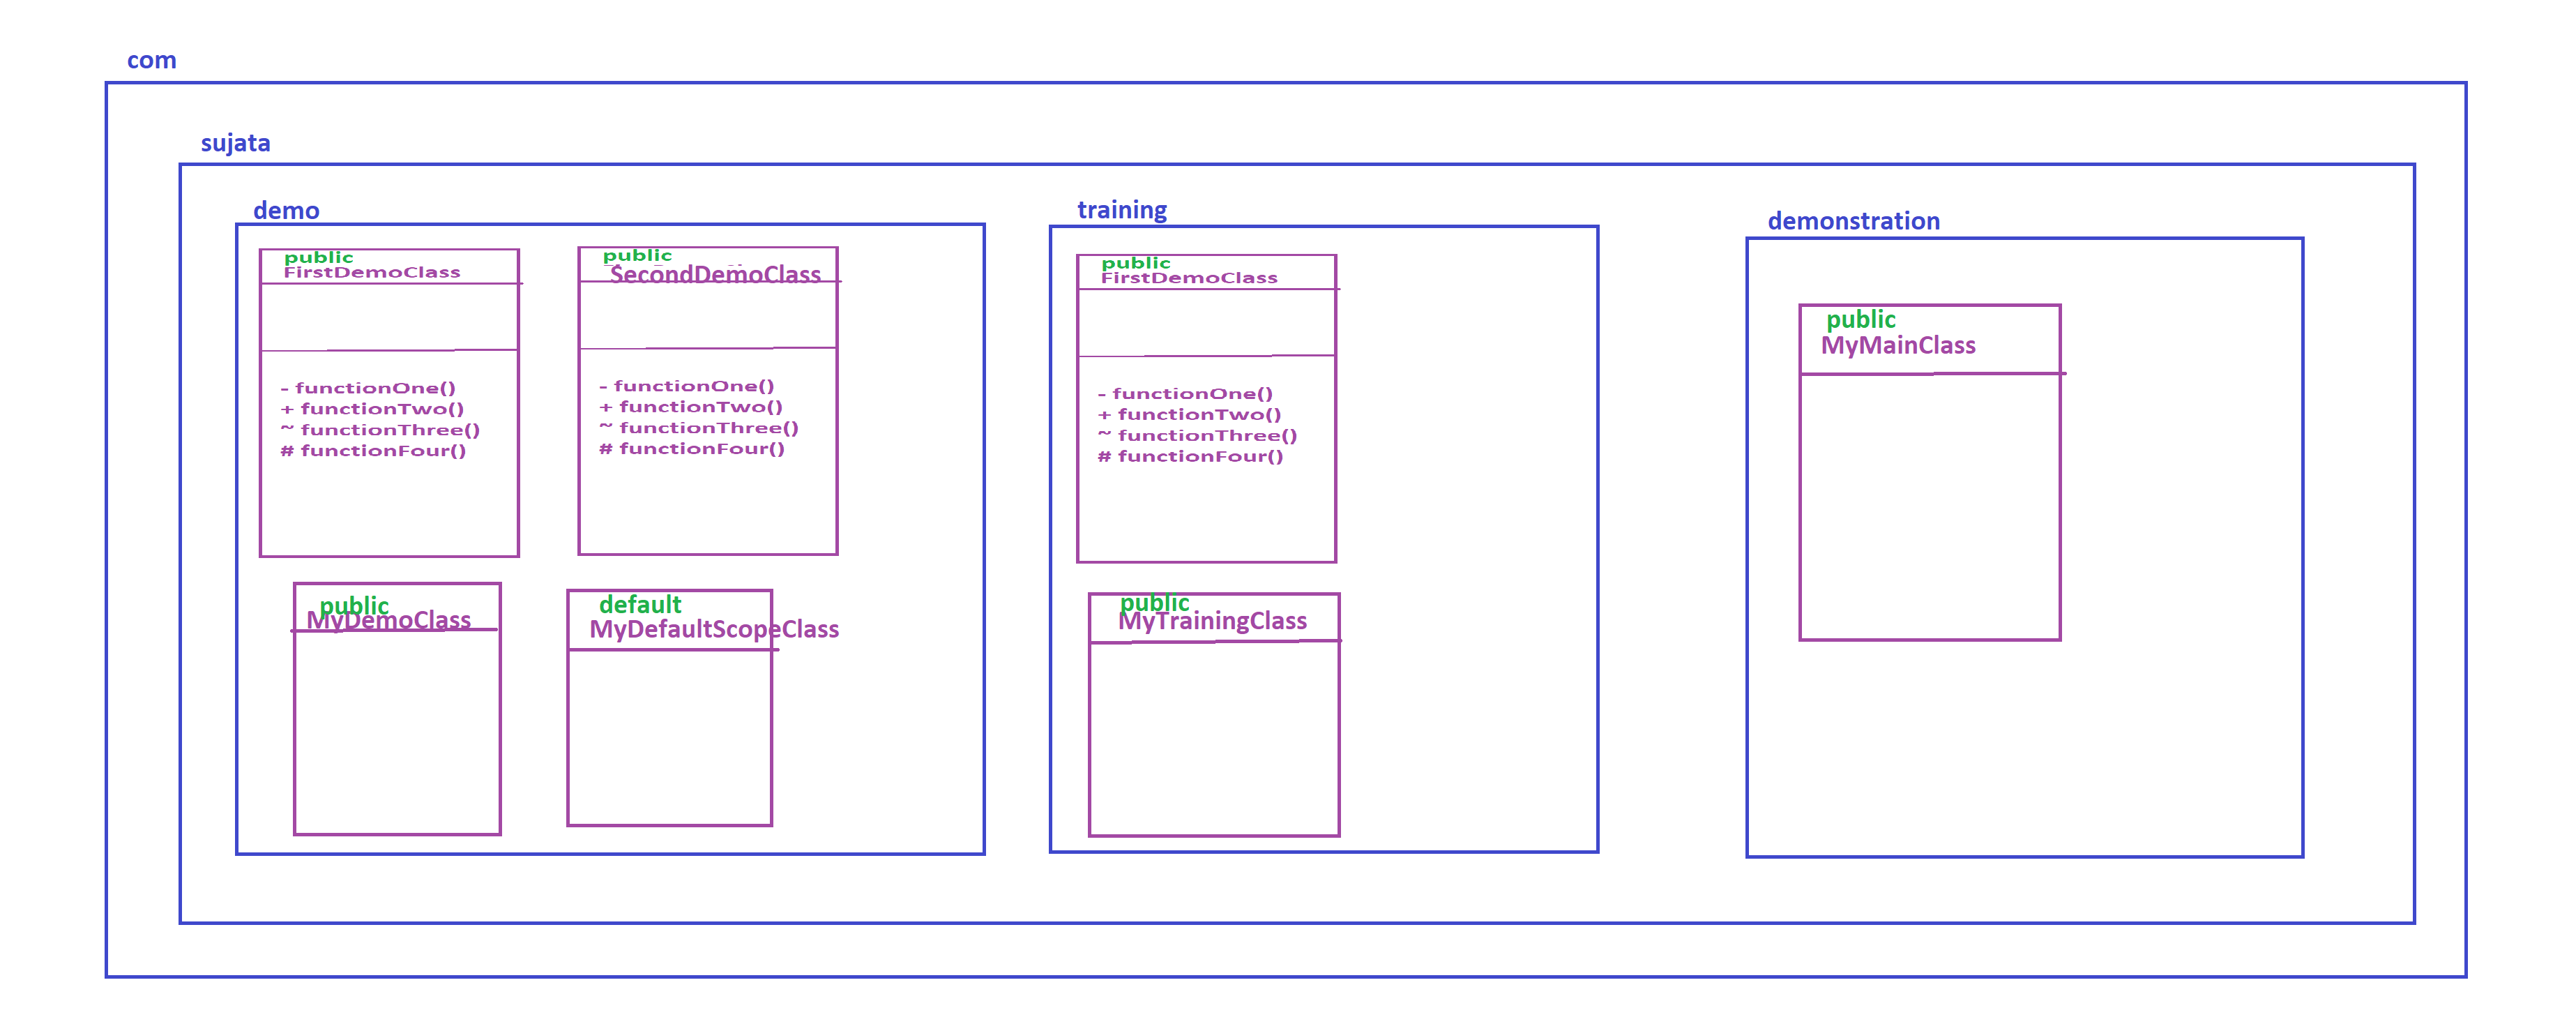 com
sujata
demo
public
FirstDemoClass
- functionOne()
+ functionTwo()
~ functionThree()
# functionFour()
public
SecondDemoClass
- functionOne()
+ functionTwo()
~ functionThree()
# functionFour()
public
MyDemoClass
default
MyDefaultScopeClass
training
public
FirstDemoClass
- functionOne()
+ functionTwo()
~ functionThree()
# functionFour()
public
MyTrainingClass
demonstration
public
MyMainClass